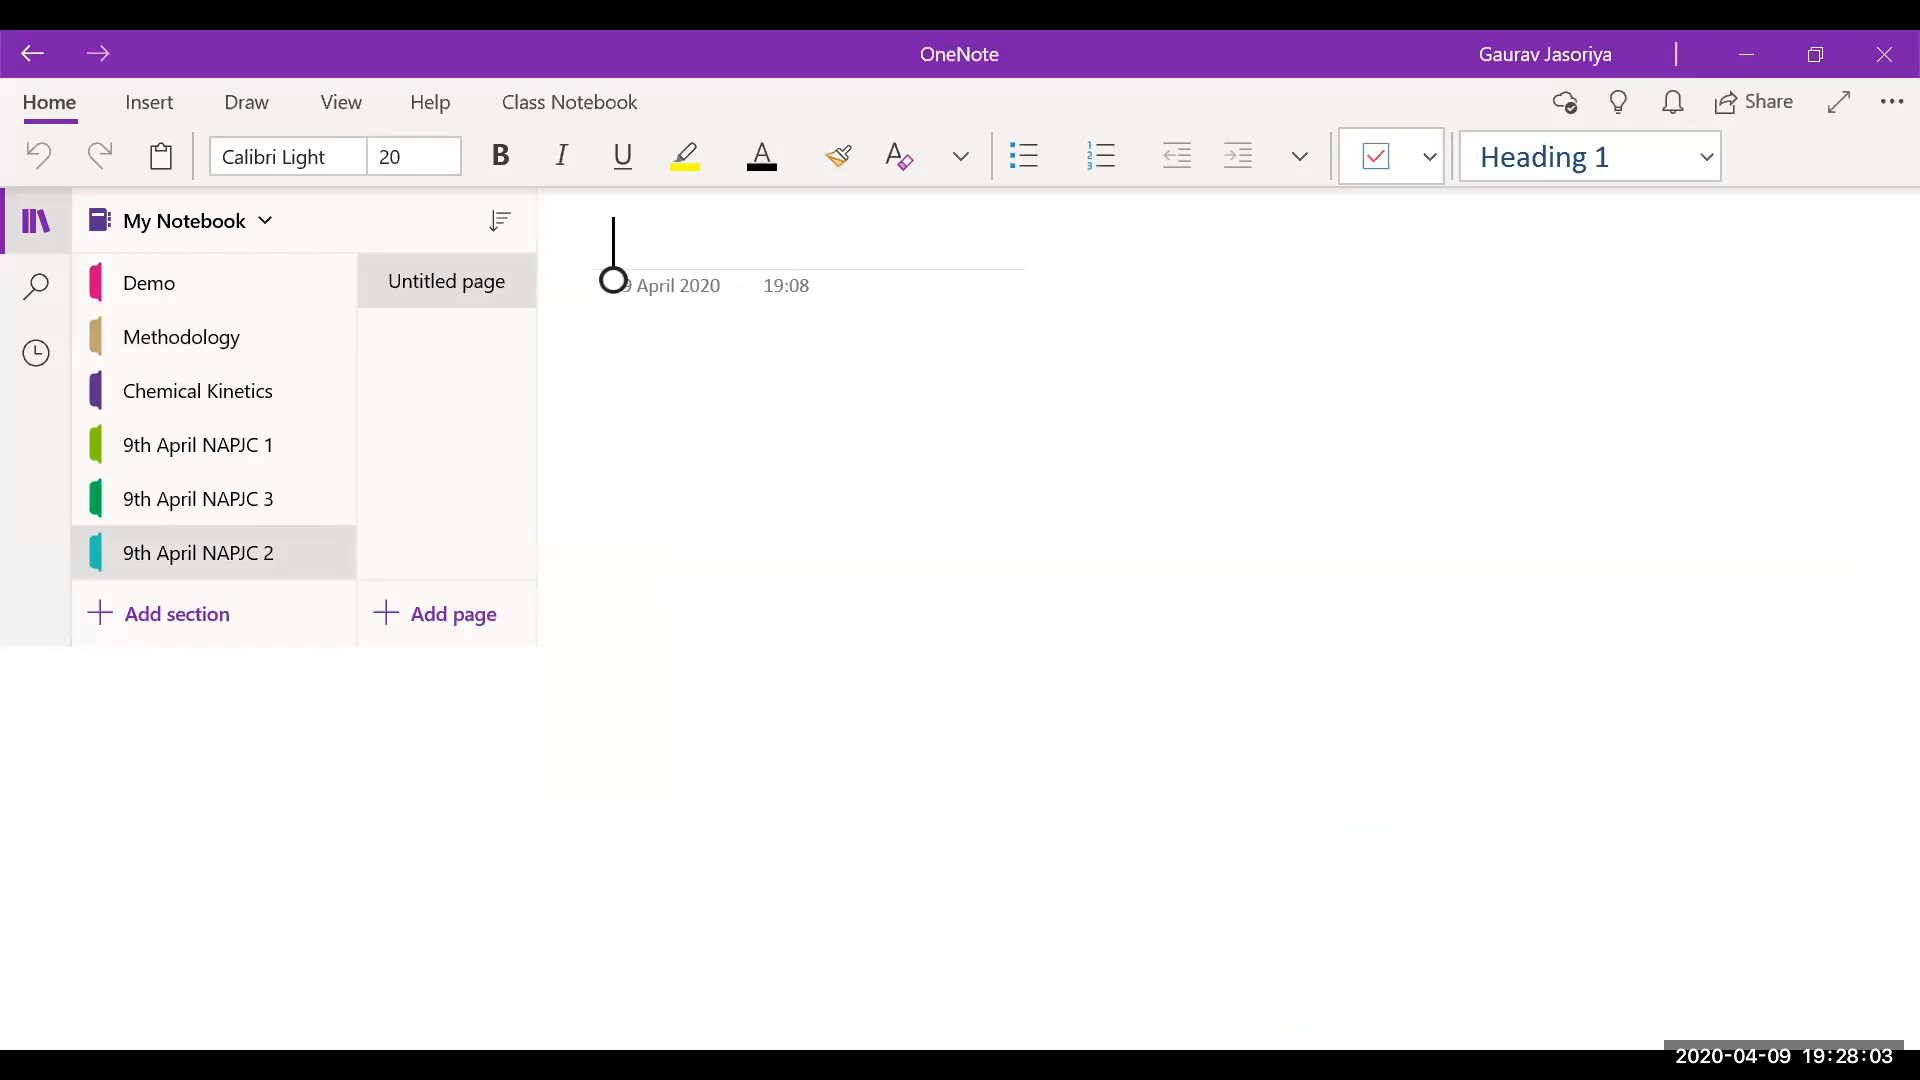 OneNote
Gaurav Jasoriya
Home Insert Draw View Help Class Notebook
Share
Calibri Light 20 B I U A A
Heading 1
My Notebook
Demo
Methodology
Chemical Kinetics
9th April NAPJC 1
9th April NAPJC 3
9th April NAPJC 2
Add section
Untitled page
Add page
9 April 2020 19:08
2020-04-09 19:28:03